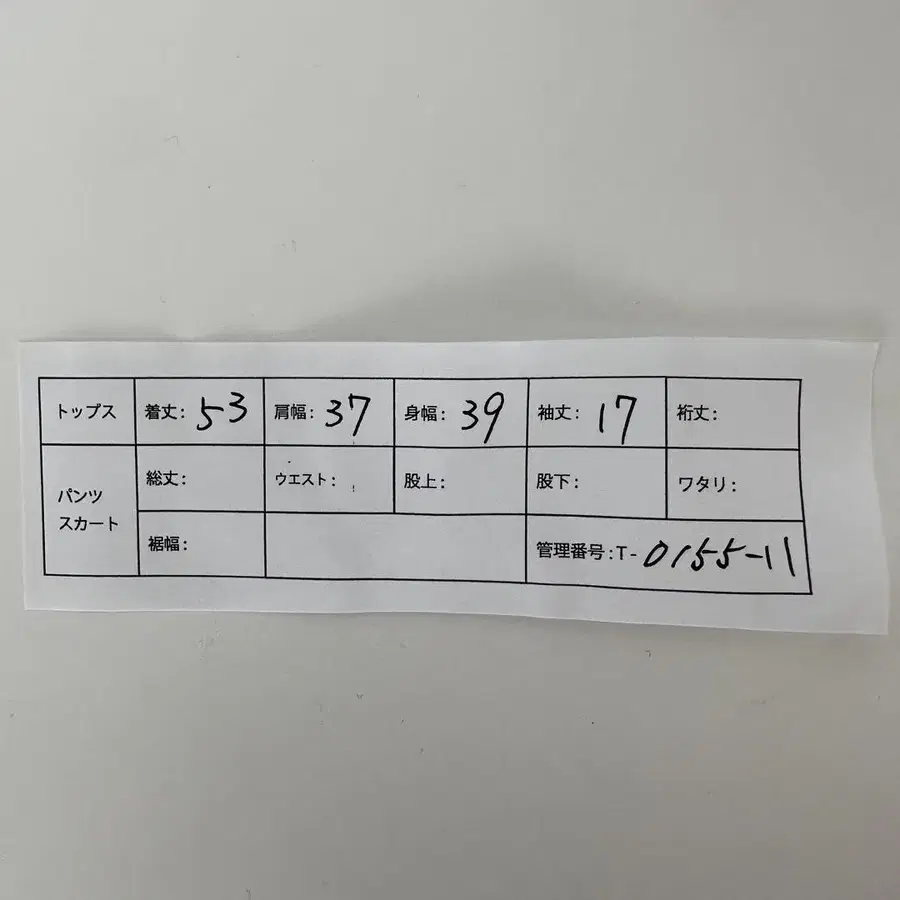 トップス 着丈: 53 肩幅: 37 身幅: 39 袖丈: 17 裄丈:
パンツ
スカート
総丈: ウエスト: 股上: 股下: ワタリ:
裾幅: 管理番号:T- 0155-11